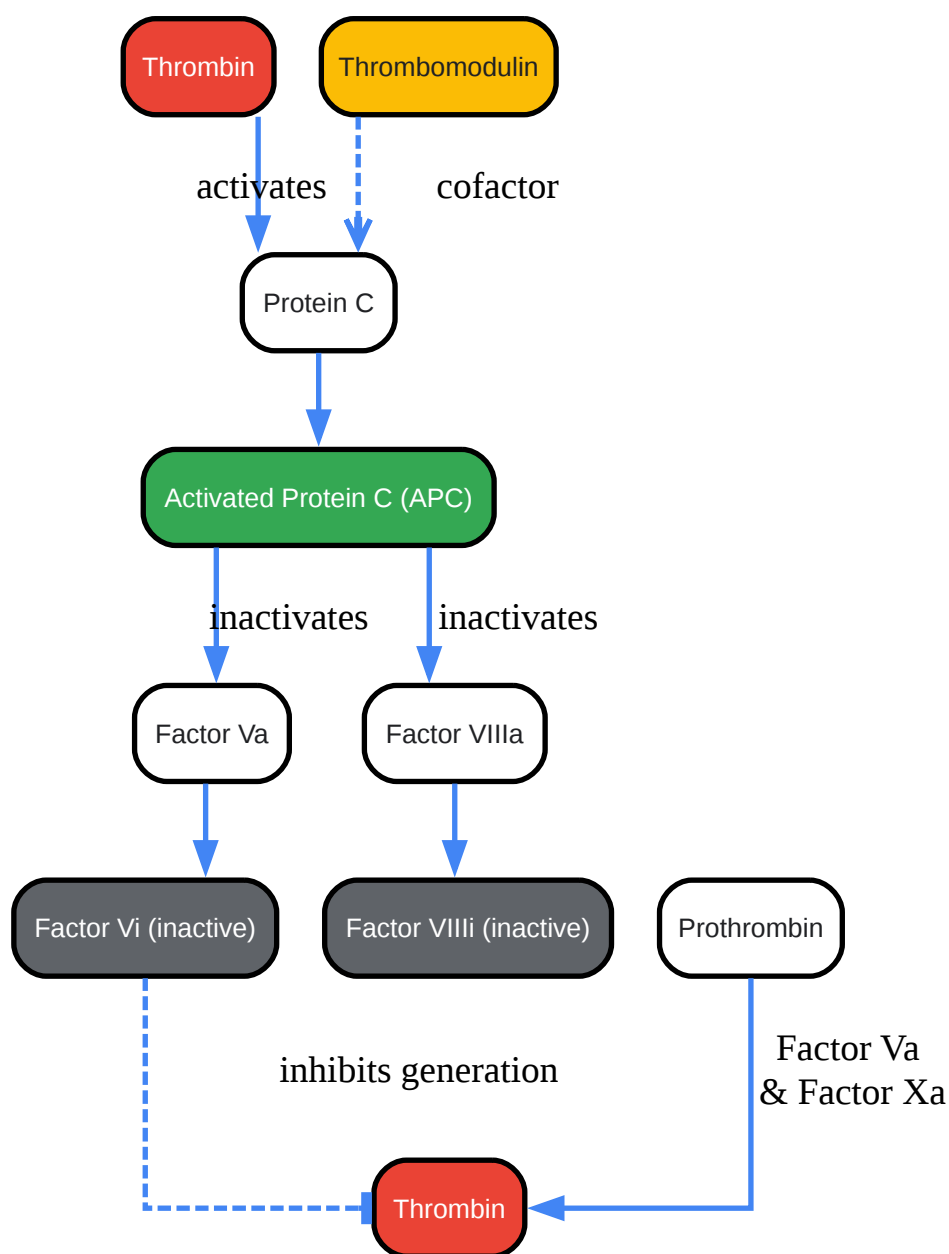 Thrombin
Thrombomodulin
activates
cofactor
Protein C
Activated Protein C (APC)
inactivates
inactivates
Factor Va
Factor VIIIa
Factor Vi (inactive)
Factor VIIIi (inactive)
Prothrombin
inhibits generation
Factor Va
& Factor Xa
Thrombin